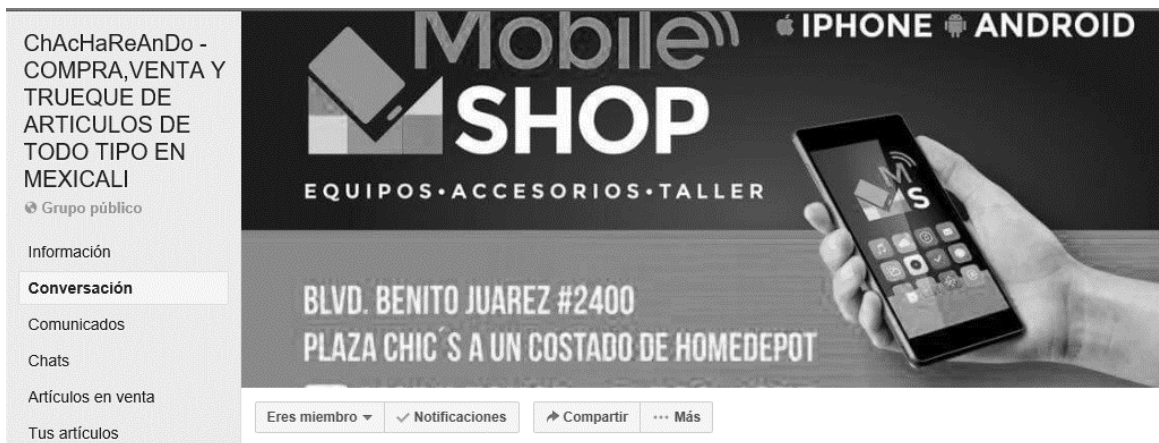 ChAcHaReAnDo -
COMPRA,VENTA Y
TRUEQUE DE
ARTICULOS DE
TODO TIPO EN
MEXICALI
Grupo público
Información
Conversación
Comunicados
Chats
Artículos en venta
Tus artículos
Mobile
SHOP
EQUIPOS•ACCESORIOS•TALLER
IPHONE ANDROID
M
S
BLVD. BENITO JUAREZ #2400
PLAZA CHIC´S A UN COSTADO DE HOMEDEPOT
Eres miembro Notificaciones Compartir ··· Más